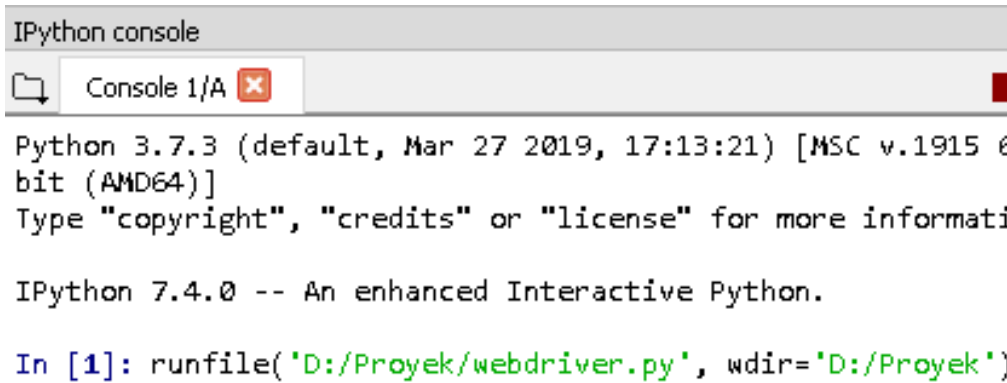 IPython console
Console 1/A
Python 3.7.3 (default, Mar 27 2019, 17:13:21) [MSC v.1915
bit (AMD64)]
Type "copyright", "credits" or "license" for more
IPython 7.4.0 -- An enhanced Interactive Python.
In [1]: runfile('D:/Proyek/webdriver.py', wdir='D:/Proyek')